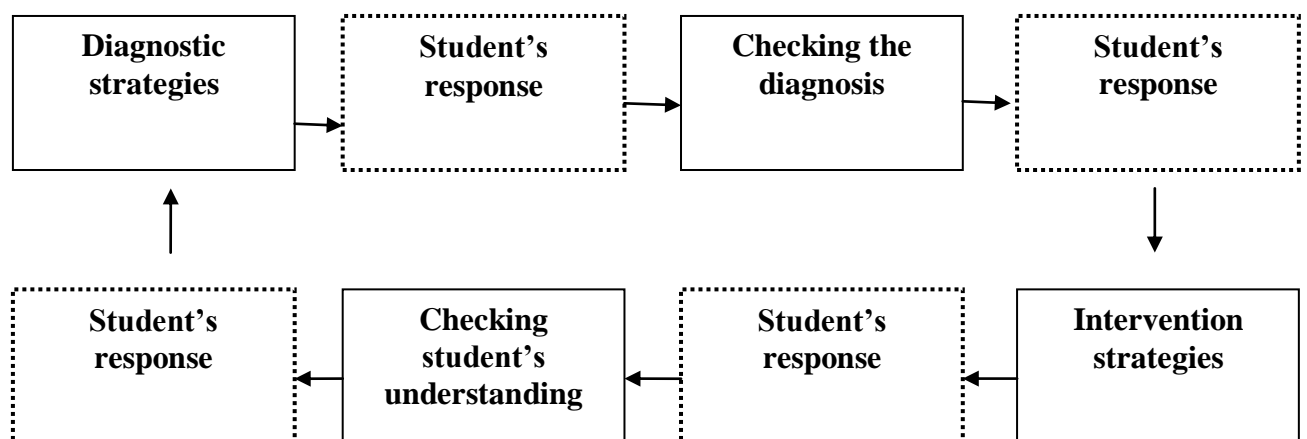 Diagnostic
strategies
Student’s
response
Checking the
diagnosis
Student’s
response
Student’s
response
Checking
student’s
understanding
Student’s
response
Intervention
strategies